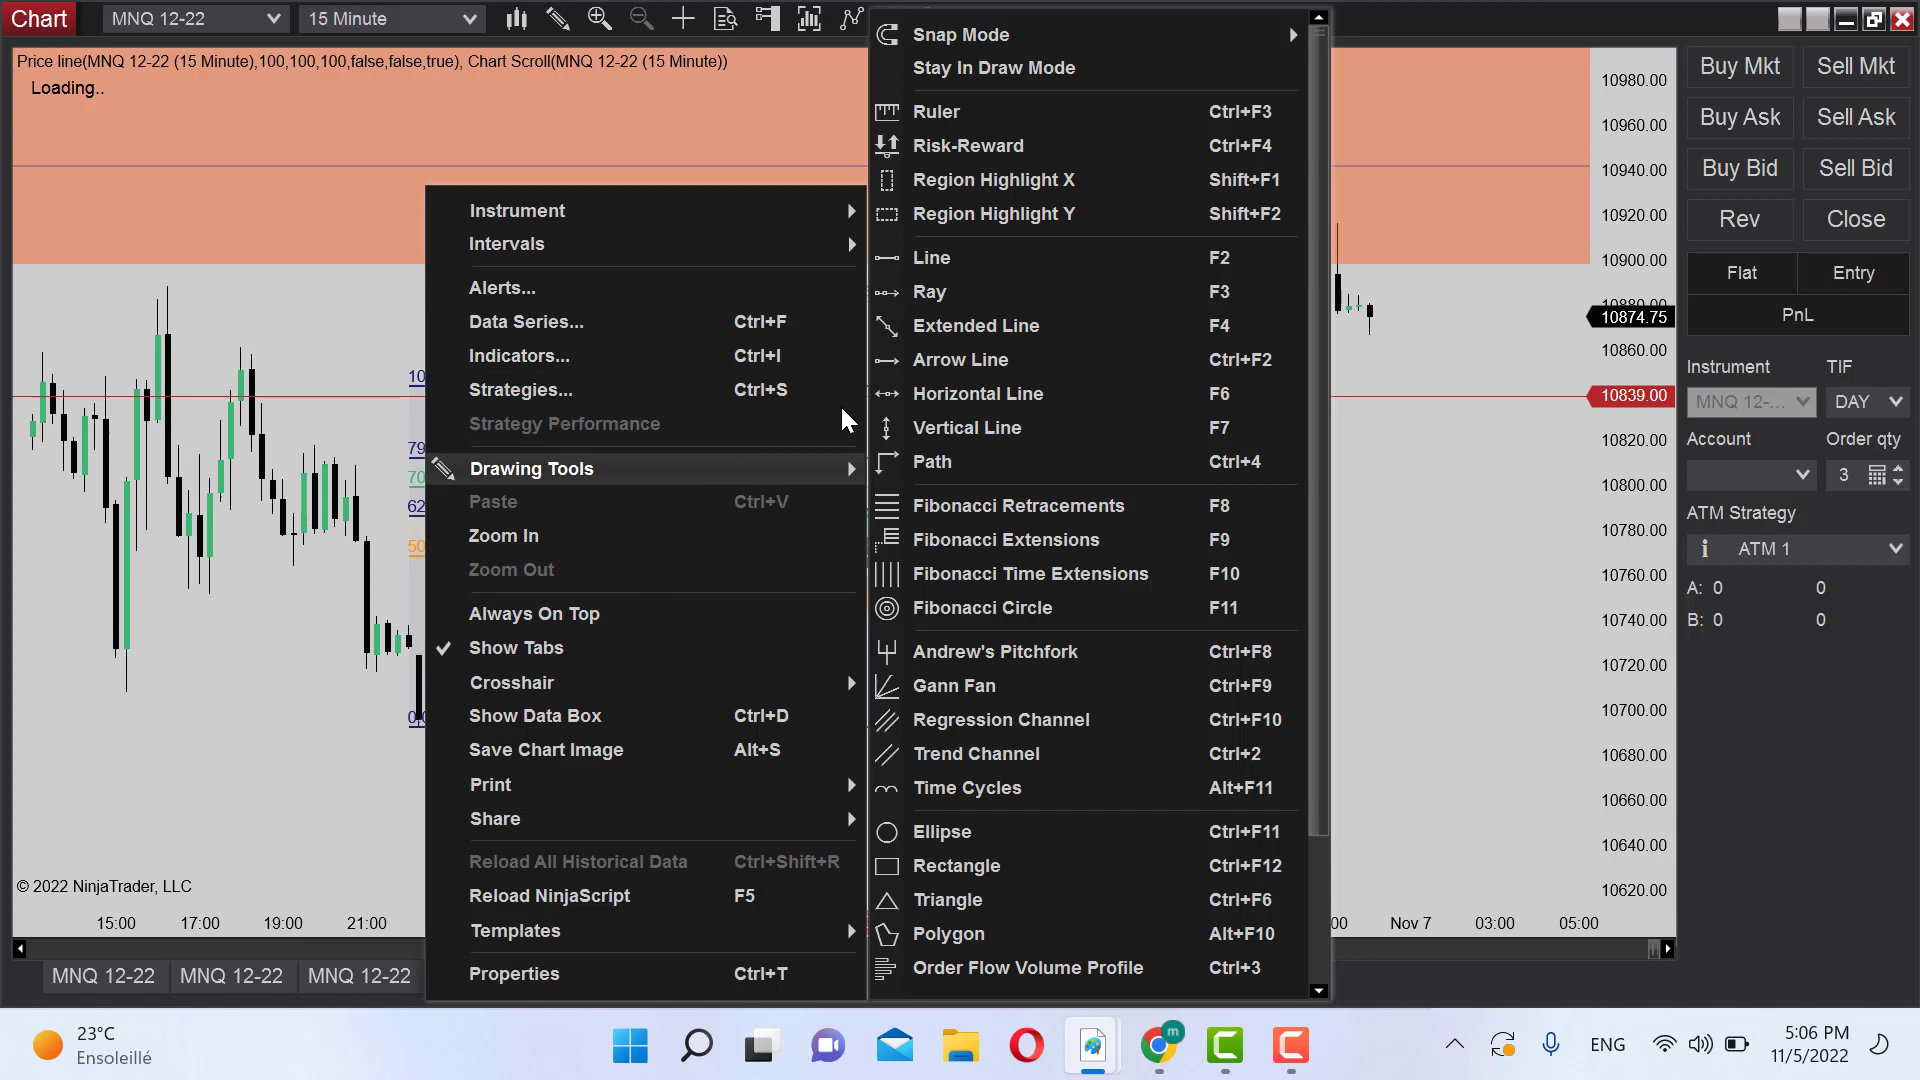 Chart
MNQ 12-22
15 Minute
Price line(MNQ 12-22 (15 Minute),100,100,100,false,false,true), Chart Scroll(MNQ 12-22 (15 Minute))
Loading..
Instrument
Intervals
Alerts...
Data Series... Ctrl+F
Indicators... Ctrl+I
Strategies... Ctrl+S
Strategy Performance
Drawing Tools
Paste Ctrl+V
Zoom In
Zoom Out
Always On Top
Show Tabs
Crosshair
Show Data Box Ctrl+D
Save Chart Image Alt+S
Print
Share
Reload All Historical Data Ctrl+Shift+R
Reload NinjaScript F5
Templates
Properties Ctrl+T
Snap Mode
Stay In Draw Mode
Ruler Ctrl+F3
Risk-Reward Ctrl+F4
Region Highlight X Shift+F1
Region Highlight Y Shift+F2
Line F2
Ray F3
Extended Line F4
Arrow Line Ctrl+F2
Horizontal Line F6
Vertical Line F7
Path Ctrl+4
Fibonacci Retracements F8
Fibonacci Extensions F9
Fibonacci Time Extensions F10
Fibonacci Circle F11
Andrew's Pitchfork Ctrl+F8
Gann Fan Ctrl+F9
Regression Channel Ctrl+F10
Trend Channel Ctrl+2
Time Cycles Alt+F11
Ellipse Ctrl+F11
Rectangle Ctrl+F12
Triangle Ctrl+F6
Polygon Alt+F10
Order Flow Volume Profile Ctrl+3
10
79
70
62
50
10980.00
10960.00
10940.00
10920.00
10900.00
10880.00
10874.75
10860.00
10839.00
10820.00
10800.00
10780.00
10760.00
10740.00
10720.00
10700.00
10680.00
10660.00
10640.00
10620.00
Buy Mkt Sell Mkt
Buy Ask Sell Ask
Buy Bid Sell Bid
Rev Close
Flat Entry
PnL
Instrument TIF
MNQ 12-... DAY
Account Order qty
3
ATM Strategy
i ATM 1
A: 0 0
B: 0 0
© 2022 NinjaTrader, LLC
15:00 17:00 19:00 21:00 00 Nov 7 03:00 05:00
MNQ 12-22 MNQ 12-22 MNQ 12-22
23°C
Ensoleillé
m
ENG
5:06 PM
11/5/2022